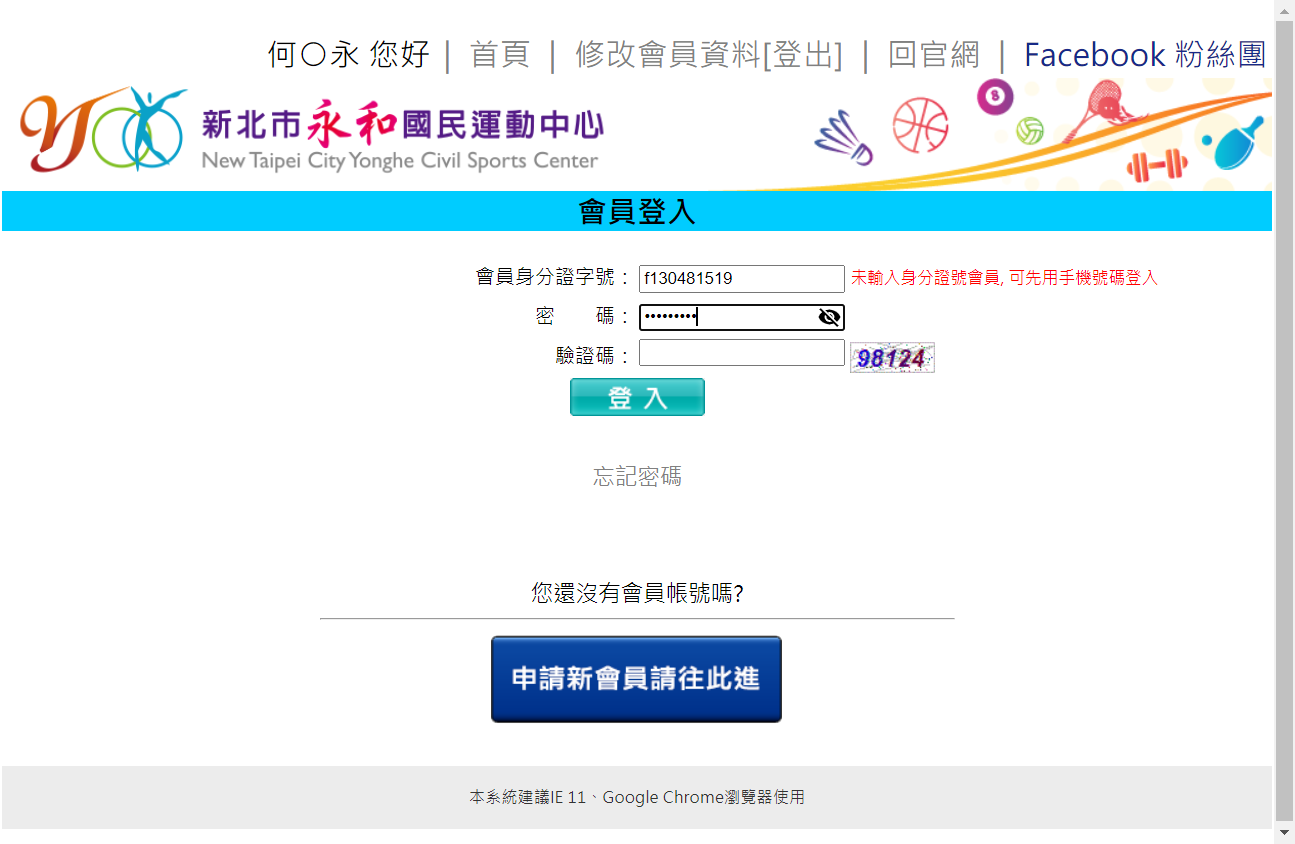 何〇永 您好 | 首頁 | 修改會員資料[登出] | 回官網 | Facebook 粉絲團
新北市永和國民運動中心
New Taipei City Yonghe Civil Sports Center
8
會員登入
會員身分證字號： f130481519 未輸入身分證號會員, 可先用手機號碼登入
密　　碼： •••••••••
驗證碼： 98124
登 入
忘記密碼
您還沒有會員帳號嗎?
申請新會員請往此進
本系統建議IE 11、Google Chrome瀏覽器使用